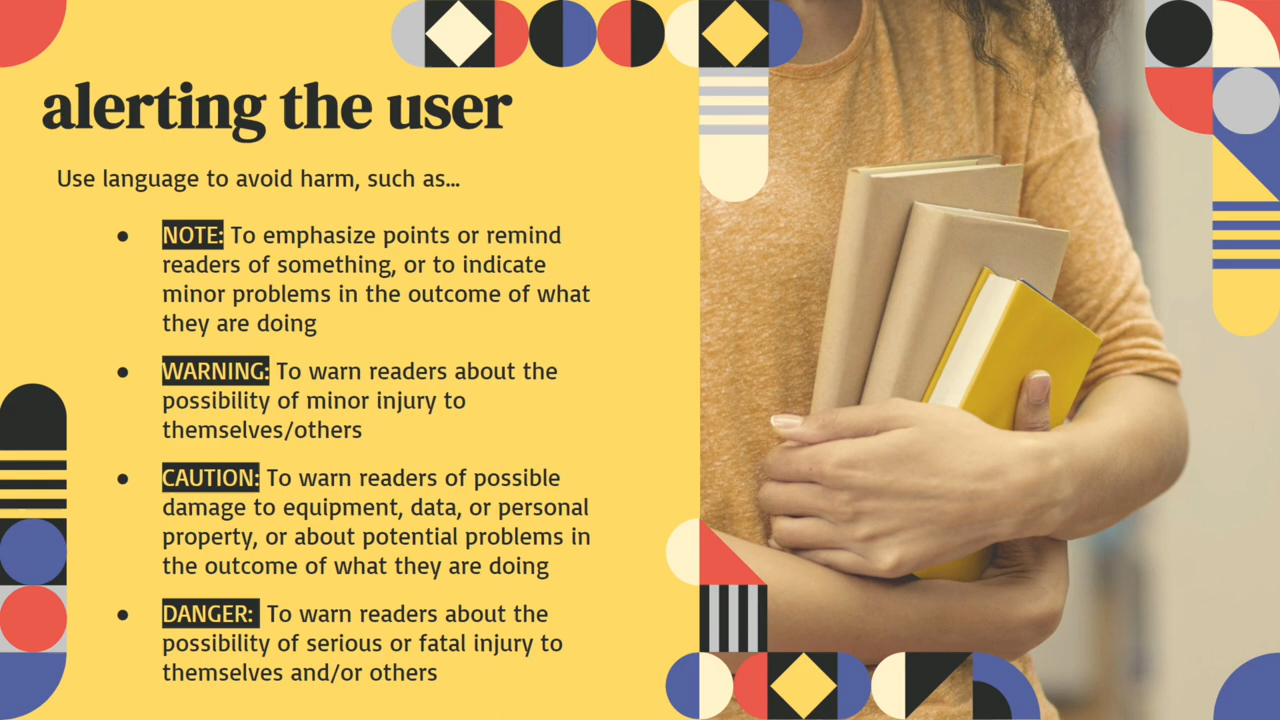 alerting the user
Use language to avoid harm, such as...
● NOTE: To emphasize points or remind
readers of something, or to indicate
minor problems in the outcome of what
they are doing
● WARNING: To warn readers about the
possibility of minor injury to
themselves/others
● CAUTION: To warn readers of possible
damage to equipment, data, or personal
property, or about potential problems in
the outcome of what they are doing
● DANGER: To warn readers about the
possibility of serious or fatal injury to
themselves and/or others